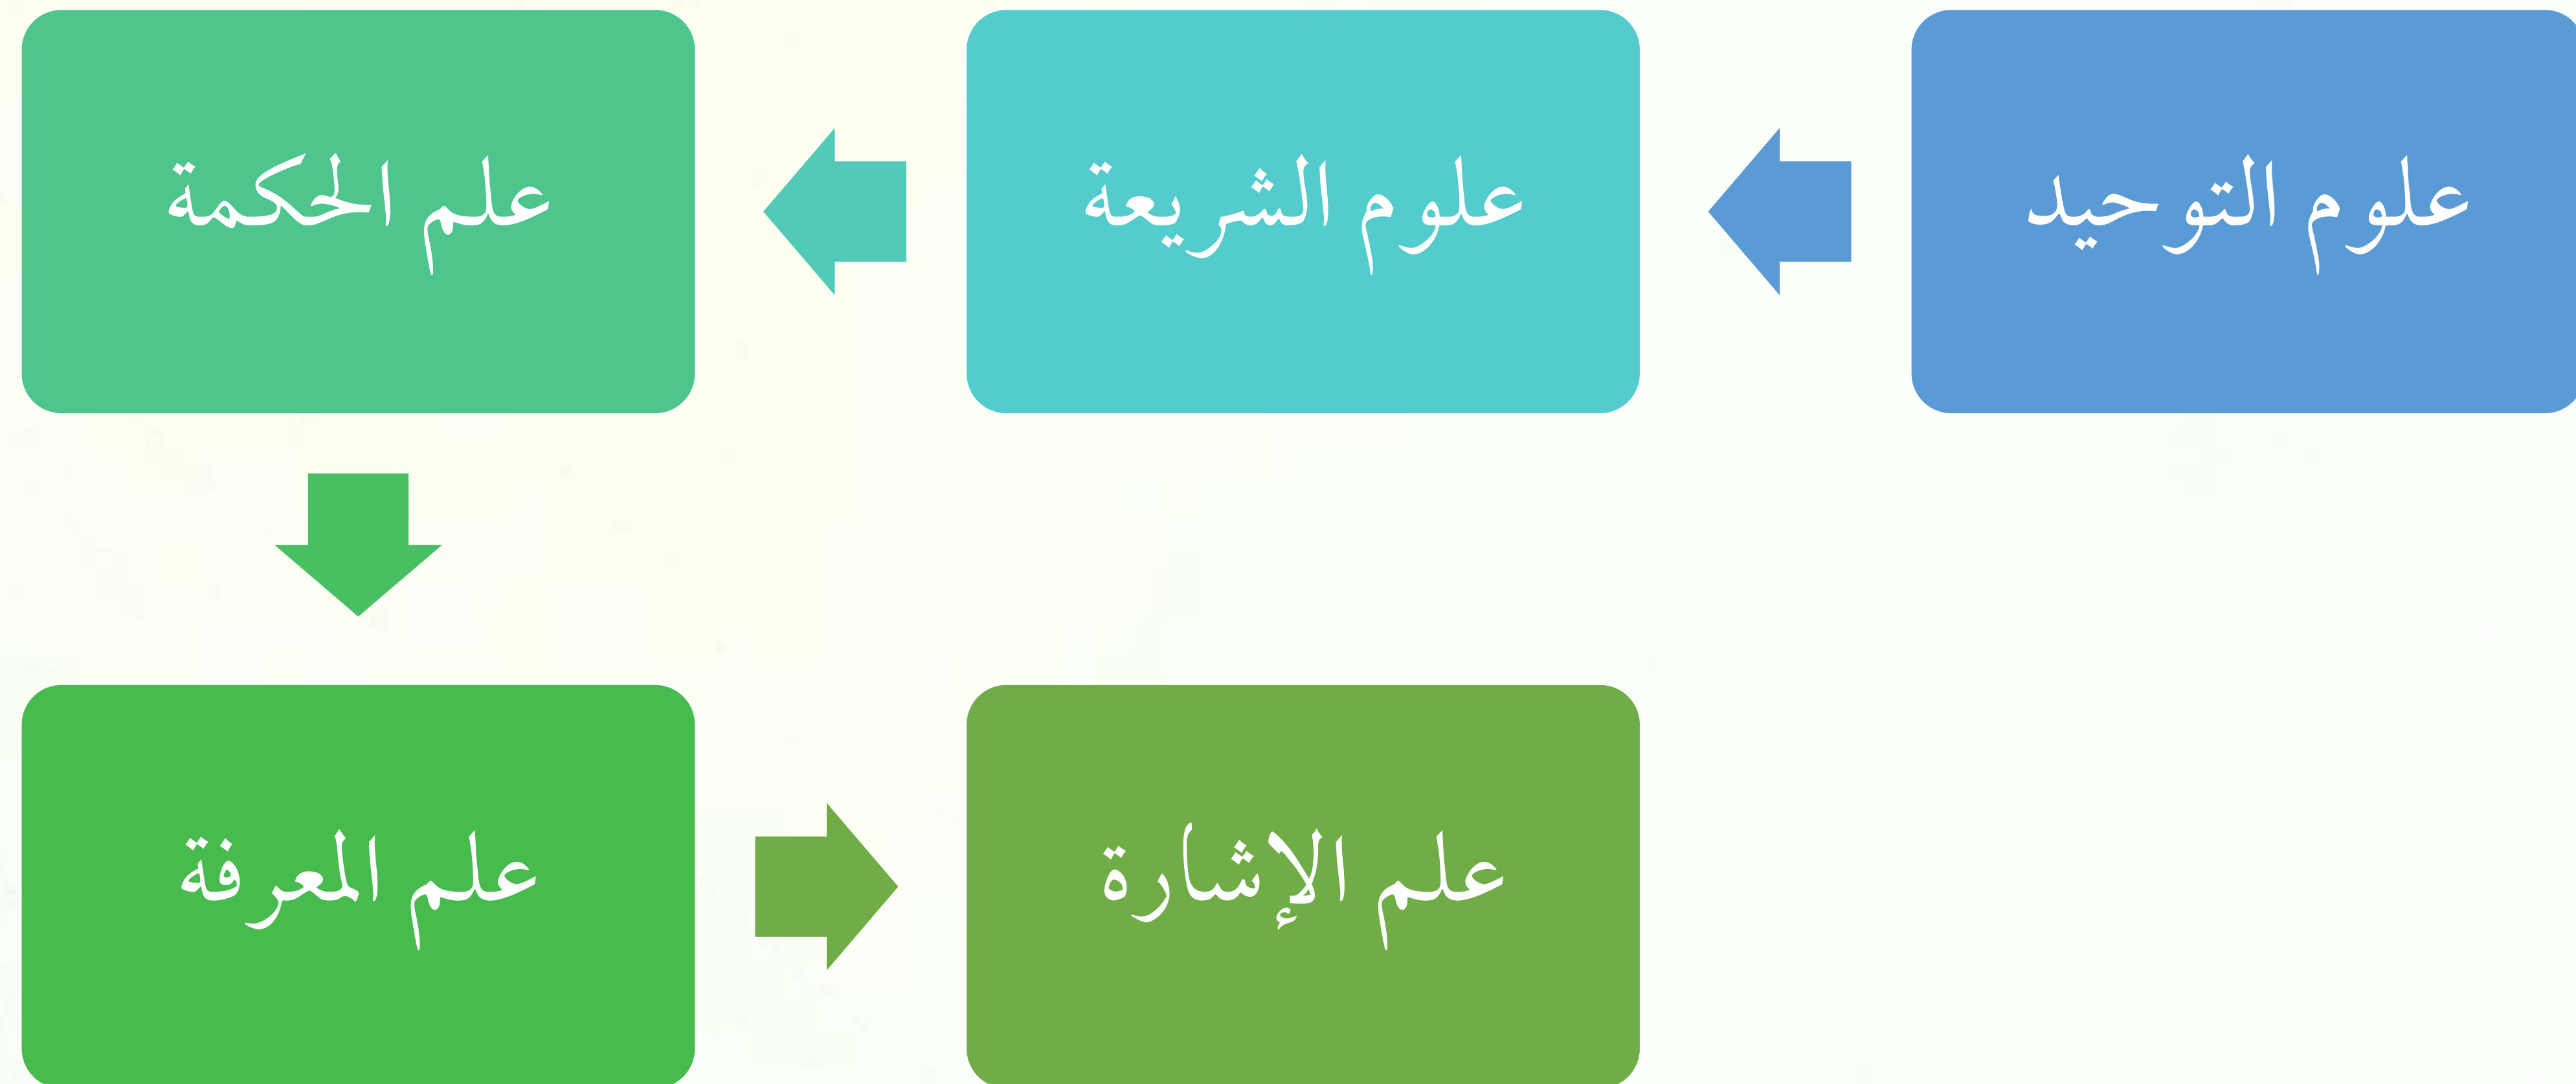 علوم التوحيد
علوم الشريعة
علم الحكمة
علم المعرفة
علم الإشارة